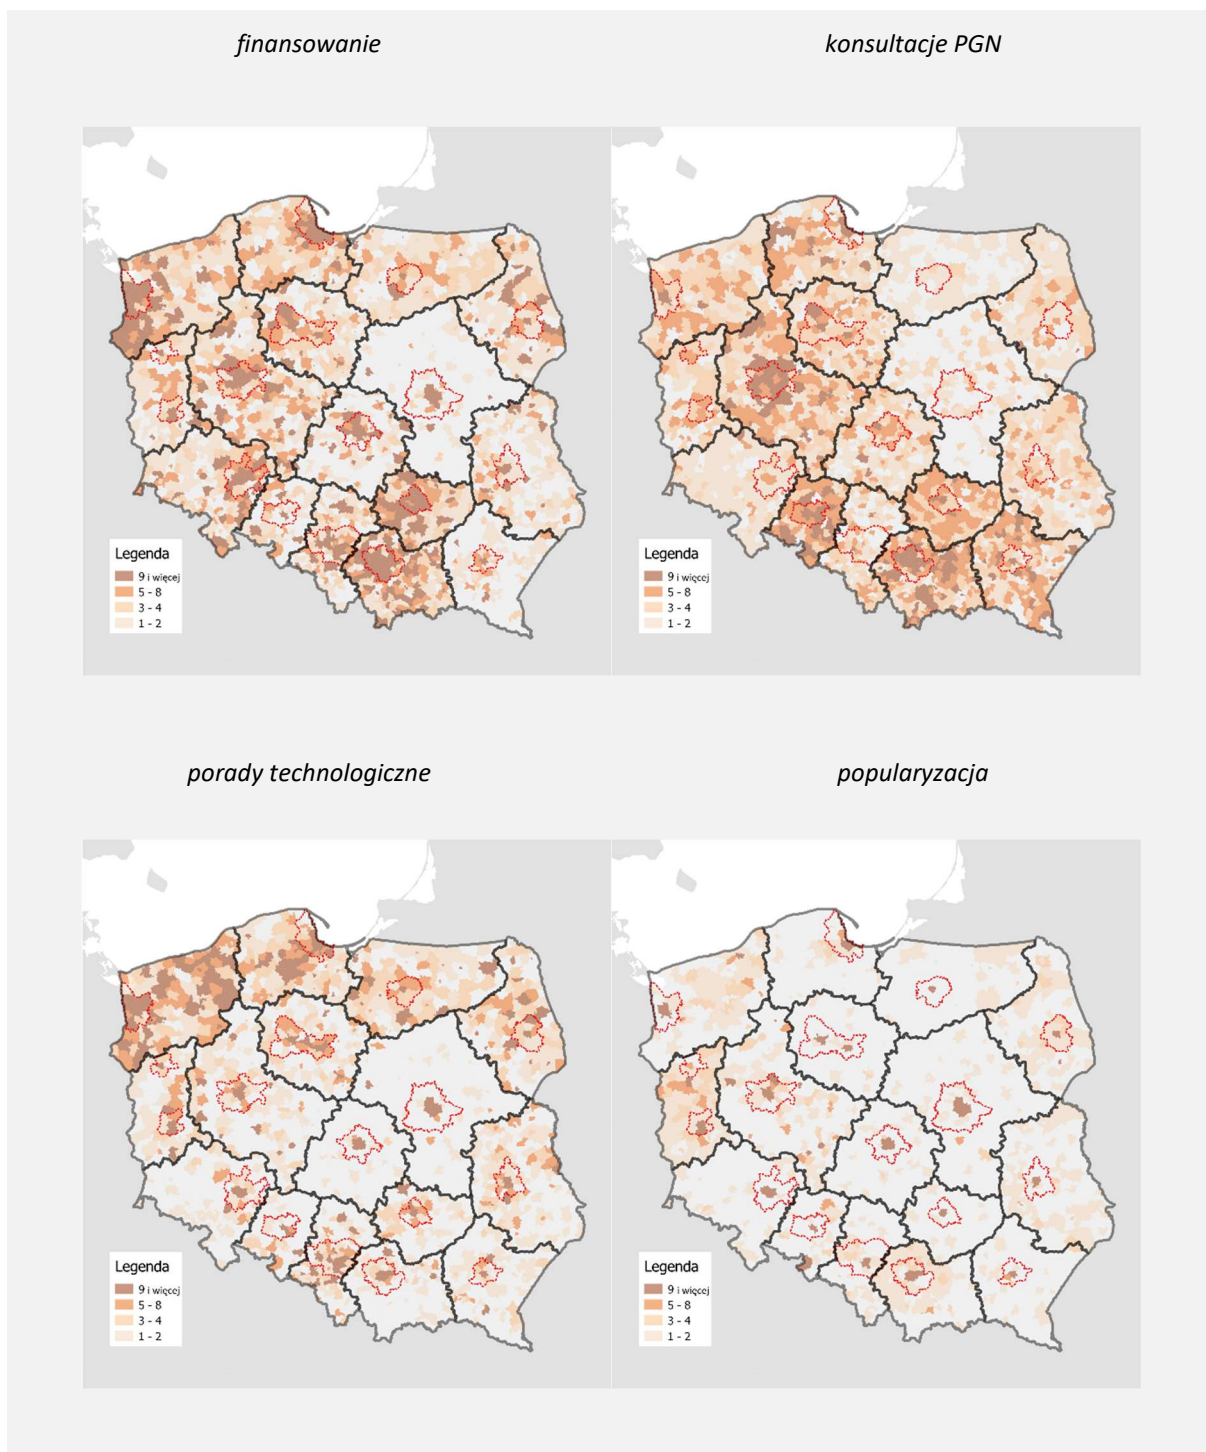 finansowanie
konsultacje PGN
Legenda
9 i więcej
5 - 8
3 - 4
1 - 2
Legenda
9 i więcej
5 - 8
3 - 4
1 - 2
porady technologiczne
popularyzacja
Legenda
9 i więcej
5 - 8
3 - 4
1 - 2
Legenda
9 i więcej
5 - 8
3 - 4
1 - 2